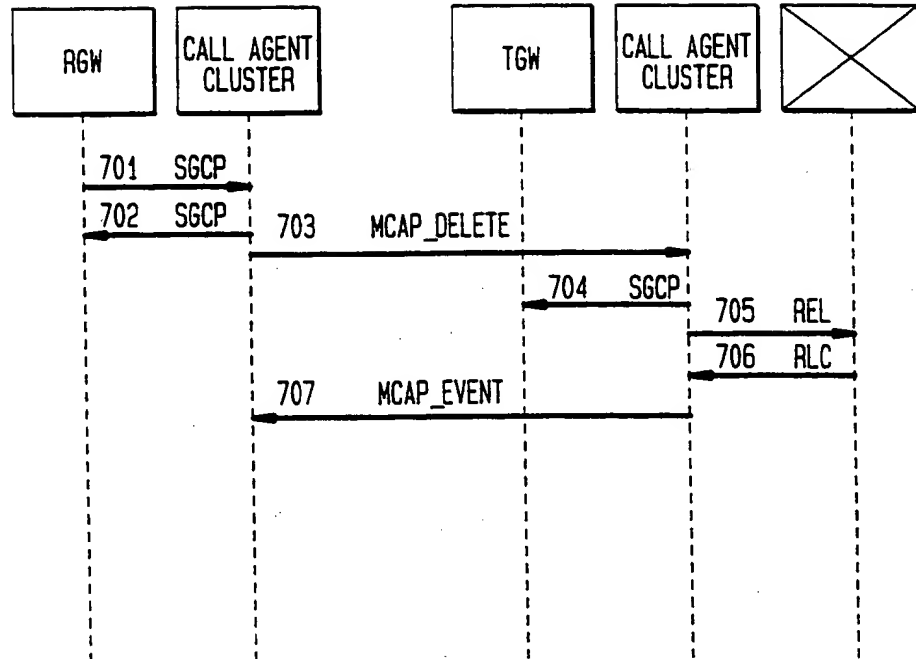 RGW
CALL AGENT
CLUSTER
TGW
CALL AGENT
CLUSTER
701 SGCP
702 SGCP
703 MCAP_DELETE
704 SGCP
705 REL
706 RLC
707 MCAP_EVENT